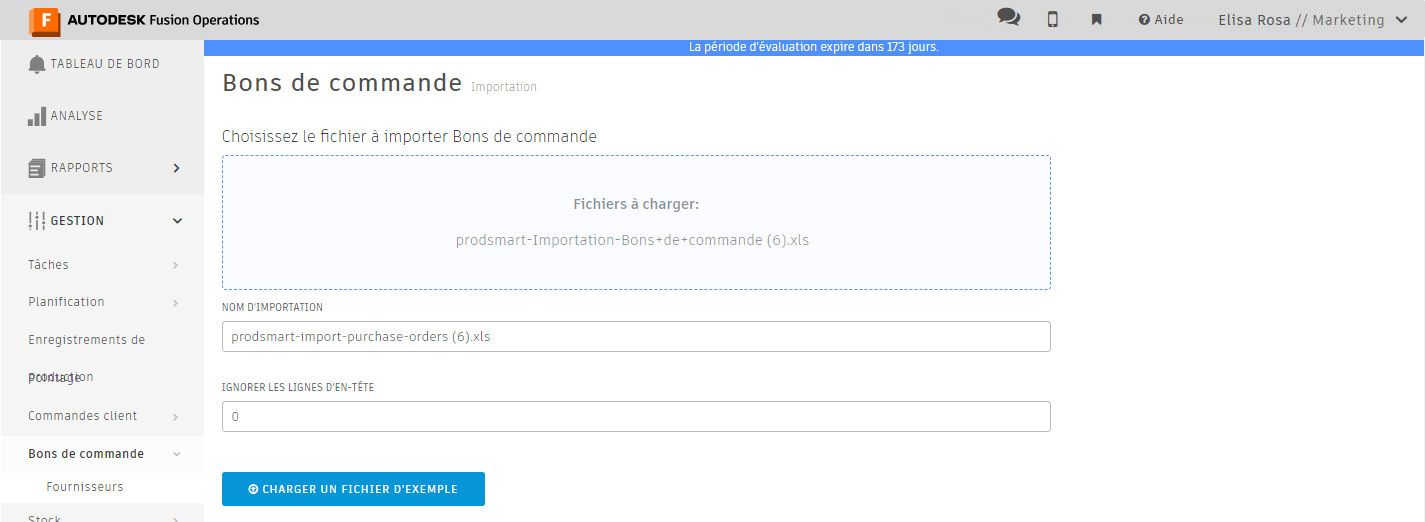 F AUTODESK Fusion Operations
Aide
Elisa Rosa // Marketing
La période d'évaluation expire dans 173 jours.
TABLEAU DE BORD
ANALYSE
RAPPORTS
GESTION
Tâches
Planification
Enregistrements de
production
Pointage
Commandes client
Bons de commande
Fournisseurs
Stock
Bons de commande Importation
Choisissez le fichier à importer Bons de commande
Fichiers à charger:
prodsmart-Importation-Bons+de+commande (6).xls
NOM D'IMPORTATION
prodsmart-import-purchase-orders (6).xls
IGNORER LES LIGNES D'EN-TÊTE
0
CHARGER UN FICHIER D'EXEMPLE